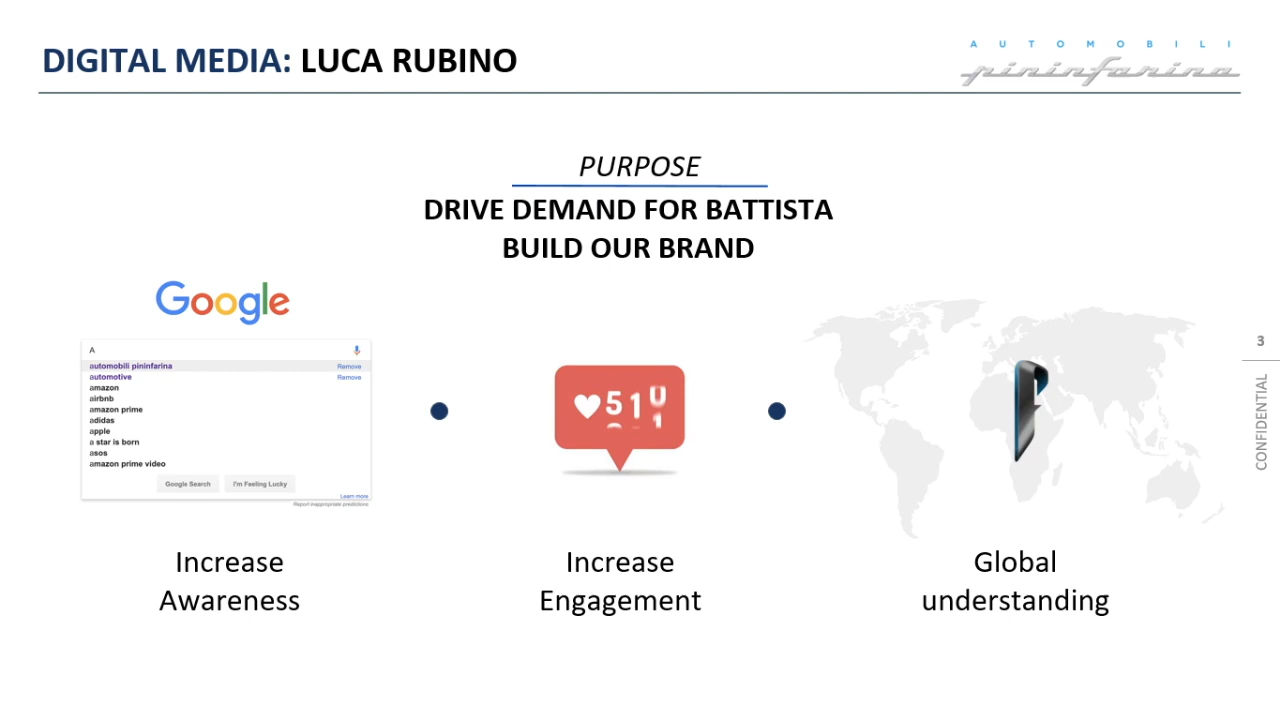 DIGITAL MEDIA: LUCA RUBINO
AUTOMOBILI
pininfarina
PURPOSE
DRIVE DEMAND FOR BATTISTA
BUILD OUR BRAND
Google
A
automobili pininfarina Remove
automotive Remove
amazon
airbnb
amazon prime
adidas
apple
a star is born
asos
amazon prime video
Google Search I'm Feeling Lucky
Learn more
Report inappropriate predictions
51
3
CONFIDENTIAL
Increase
Awareness
Increase
Engagement
Global
understanding